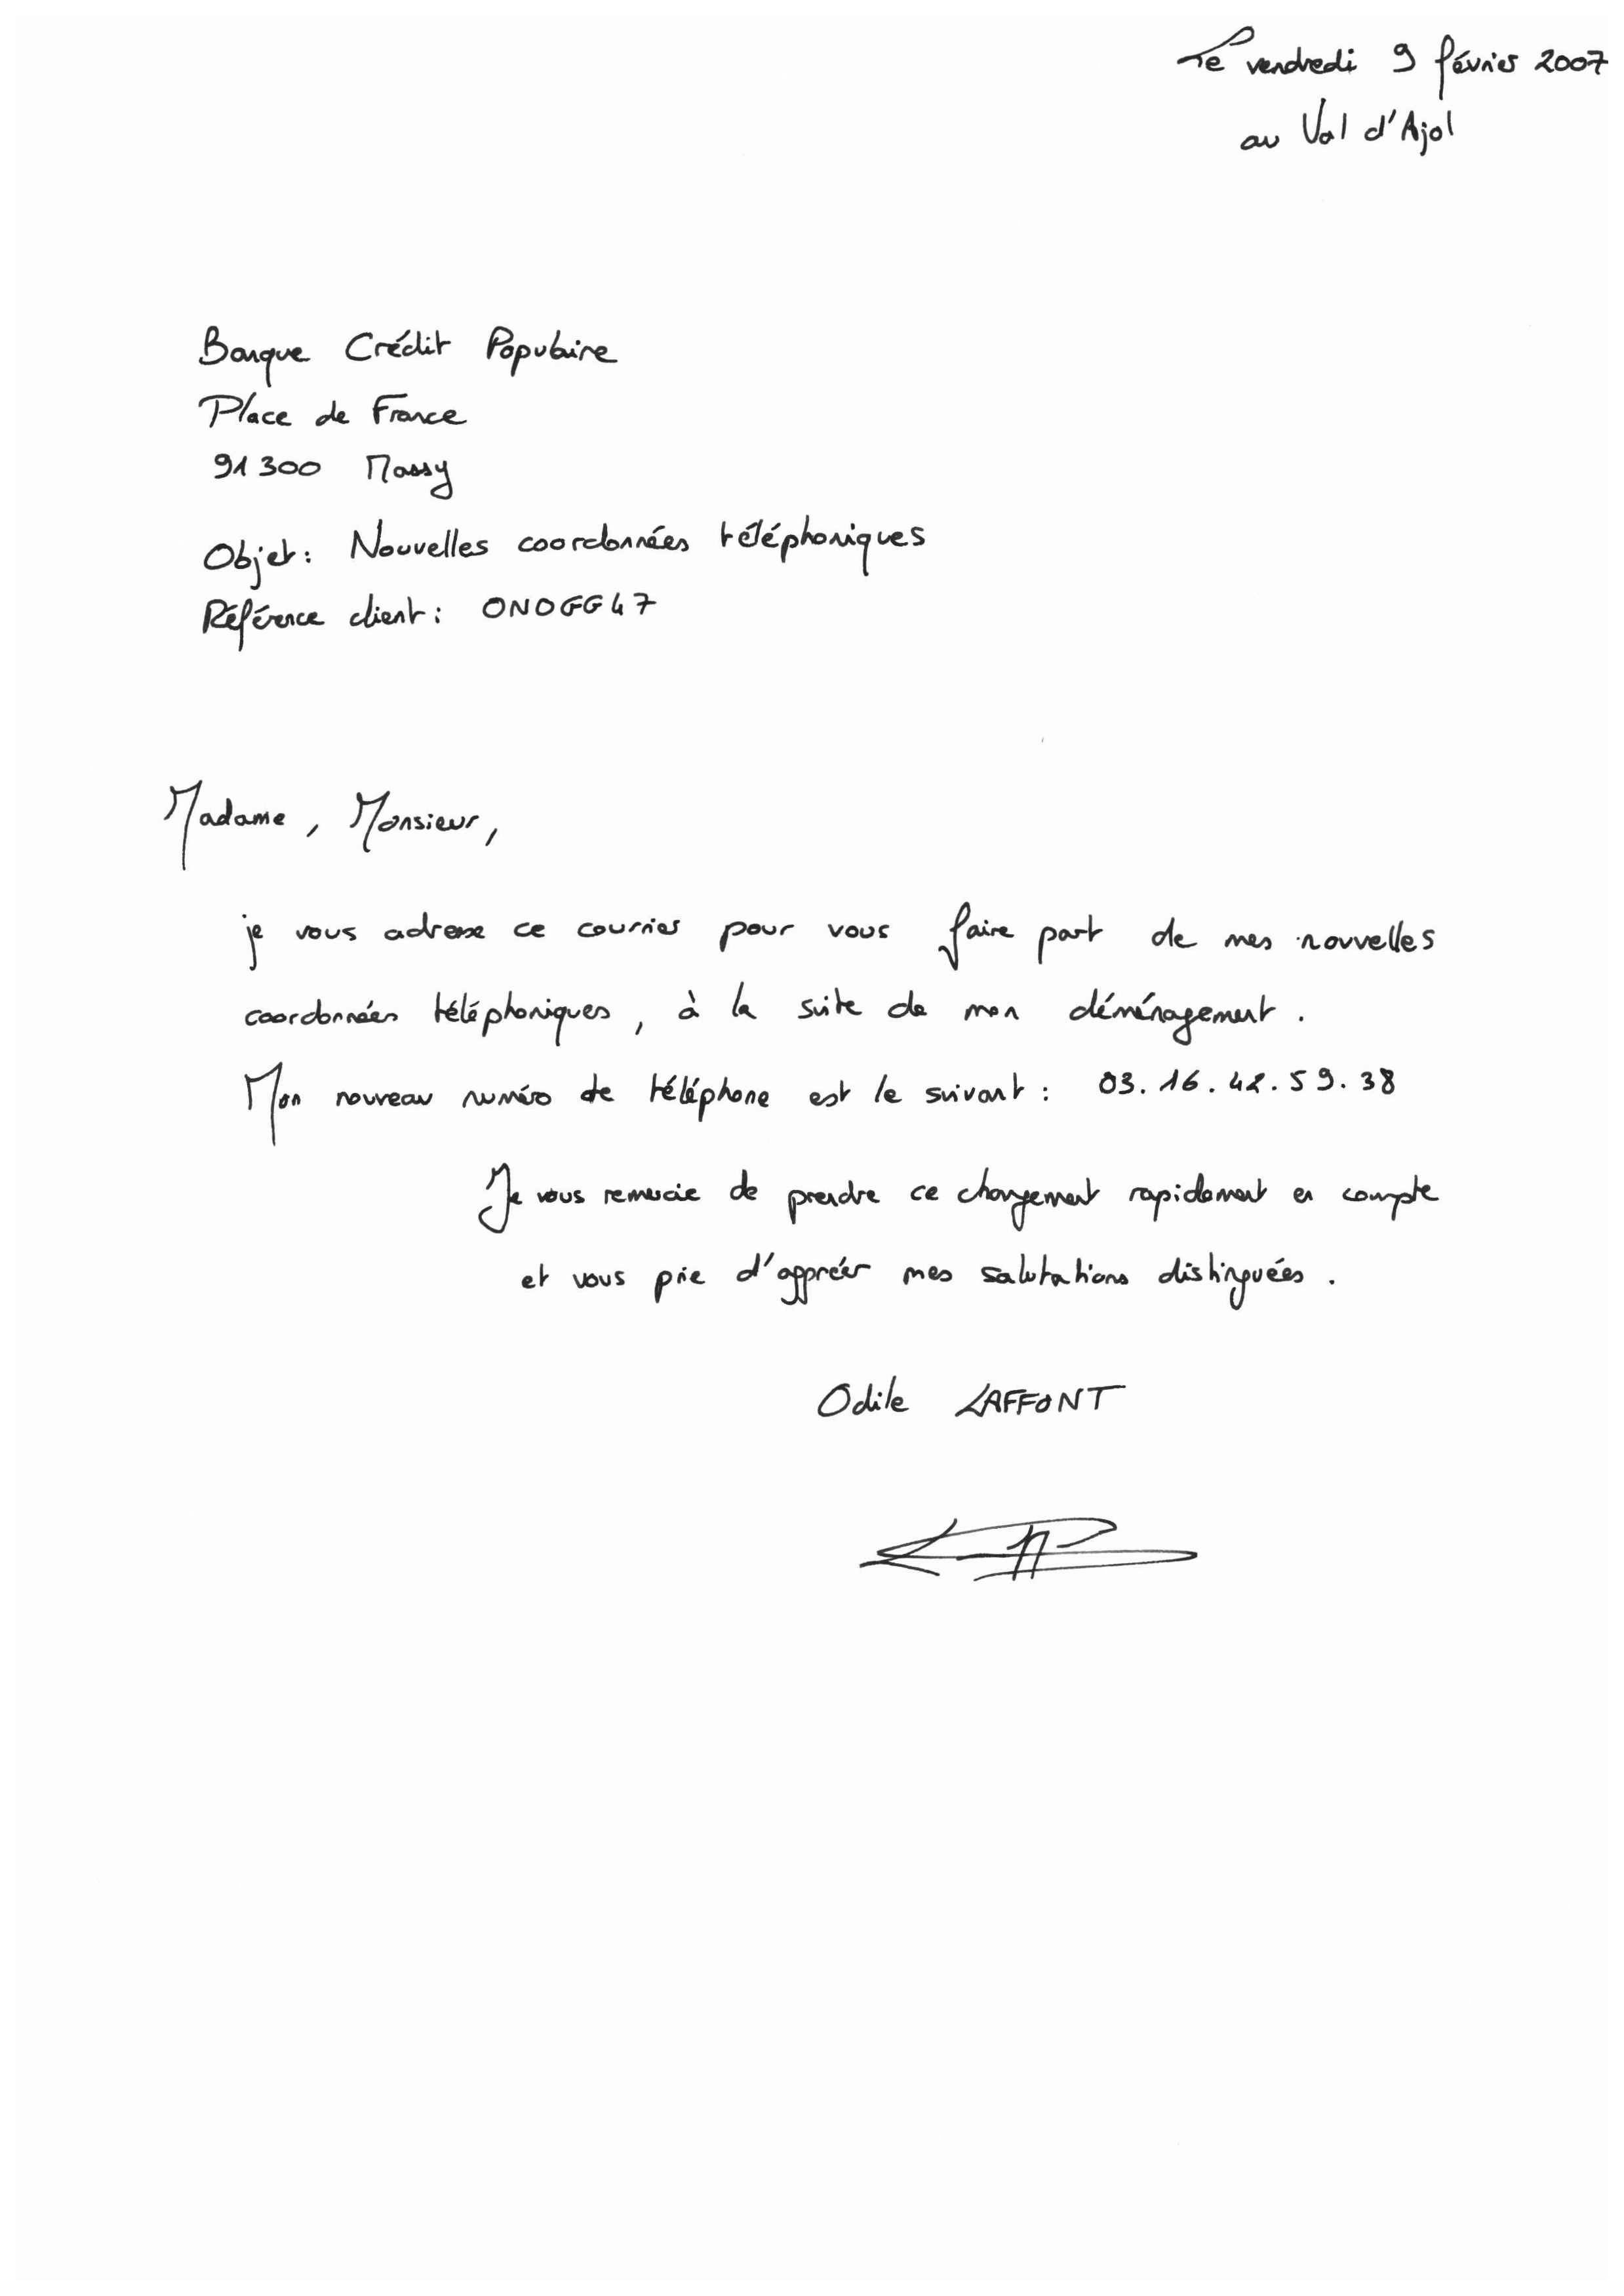 Le vendredi 9 février 2007
au Val d'Ajol
Banque Crédit Populaire
Place de France
91300 Massy
Objet : Nouvelles coordonnées téléphoniques
Référence client : ONOGG47
Madame, Monsieur,
je vous adresse ce courrier pour vous faire part de mes nouvelles
coordonnées téléphoniques, à la suite de mon déménagement.
Mon nouveau numéro de téléphone est le suivant : 03.16.42.59.38
Je vous remercie de prendre ce changement rapidement en compte
et vous prie d'aggréer mes salutations distinguées.
Odile LAFFONT